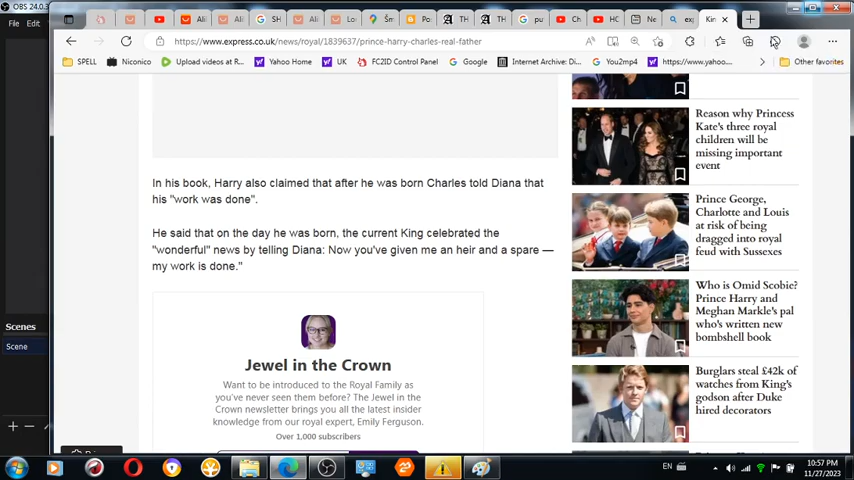 OBS 24.0.3
File Edit
https://www.express.co.uk/news/royal/1839637/prince-harry-charles-real-father
SPELL Niconico Upload videos at R... Yahoo Home UK FC2ID Control Panel Google Internet Archive: Di... You2mp4 https://www.yahoo.... Other favorites
In his book, Harry also claimed that after he was born Charles told Diana that
his "work was done".
He said that on the day he was born, the current King celebrated the
"wonderful" news by telling Diana: Now you've given me an heir and a spare —
my work is done."
Jewel in the Crown
Want to be introduced to the Royal Family as
you've never seen them before? The Jewel in the
Crown newsletter brings you all the latest insider
knowledge from our royal expert, Emily Ferguson.
Over 1,000 subscribers
Reason why Princess
Kate's three royal
children will be
missing important
event
Prince George,
Charlotte and Louis
at risk of being
dragged into royal
feud with Sussexes
Who is Omid Scobie?
Prince Harry and
Meghan Markle's pal
who's written new
bombshell book
Burglars steal £42k of
watches from King's
godson after Duke
hired decorators
Scenes
Scene
EN
10:57 PM
11/27/2023